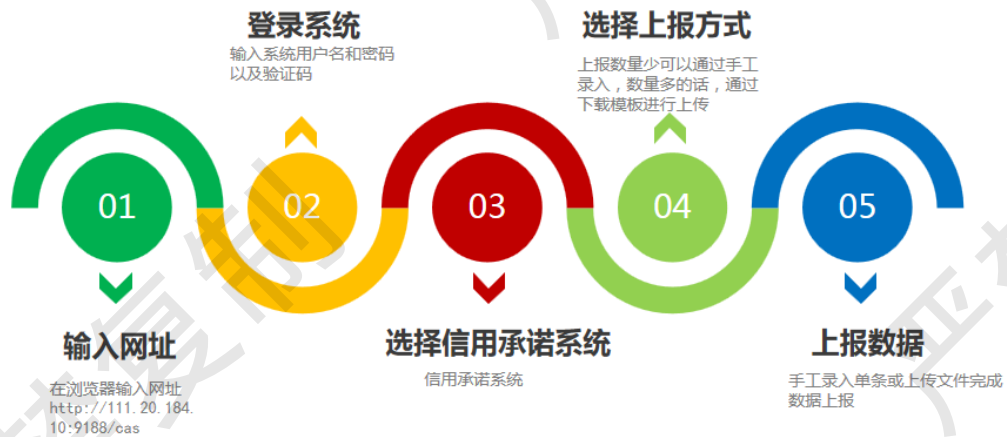 登录系统
输入系统用户名和密码
以及验证码
选择上报方式
上报数量少可以通过手工
录入，数量多的话，通过
下载模板进行上传
01
02
03
04
05
输入网址
在浏览器输入网址
http://111.20.184.
10:9188/cas
选择信用承诺系统
信用承诺系统
上报数据
手工录入单条或上传文件完成
数据上报
复制
严禁